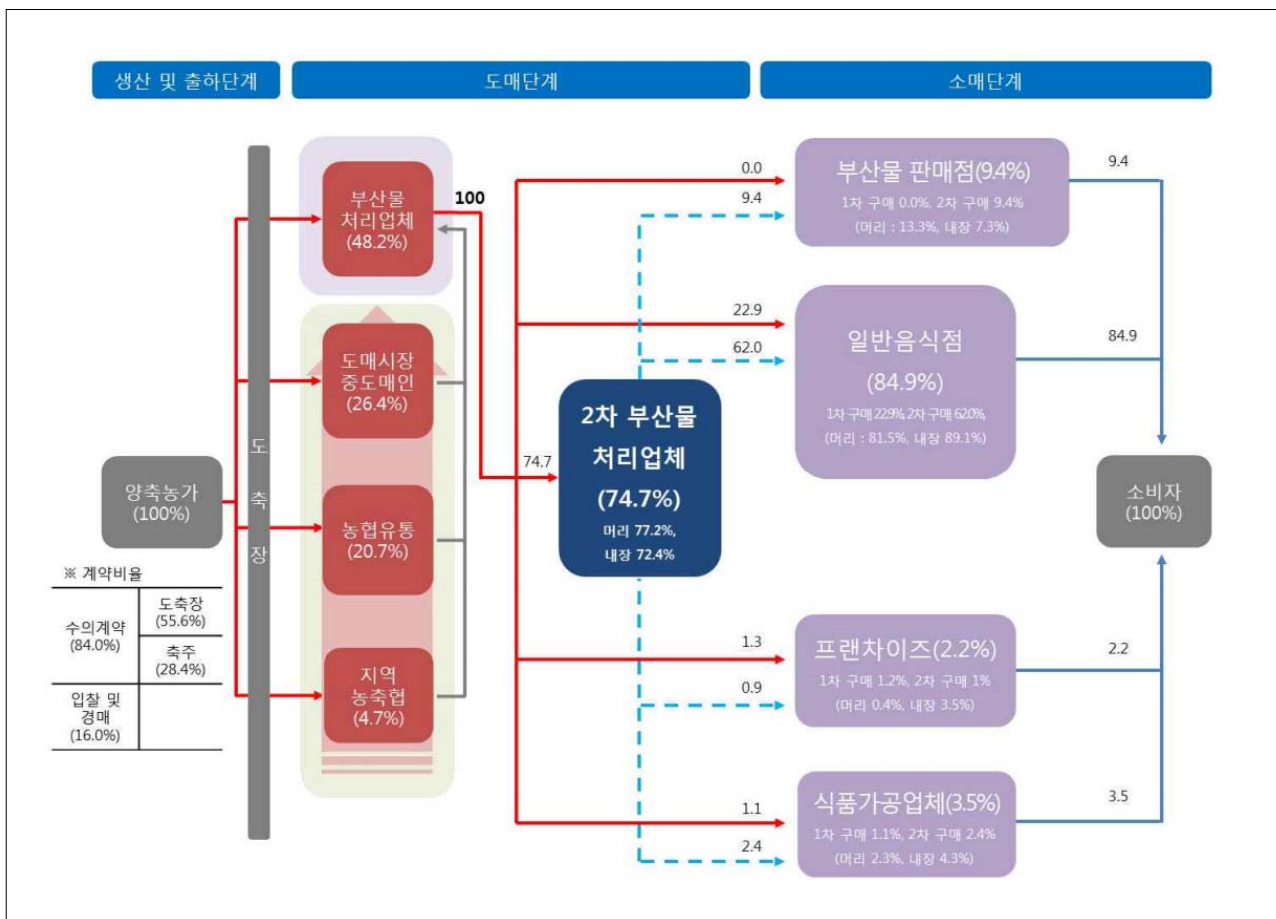 생산 및 출하단계
도매단계
소매단계
양축농가
(100%)
※ 계약비율
수의계약
(84.0%)
도축장
(55.6%)
축주
(28.4%)
입찰 및
경매
(16.0%)
도
축
장
부산물
처리업체
(48.2%)
100
도매시장
중도매인
(26.4%)
농협유통
(20.7%)
지역
농축협
(4.7%)
74.7
2차 부산물
처리업체
(74.7%)
머리 77.2%,
내장 72.4%
0.0
9.4
22.9
62.0
1.3
0.9
1.1
2.4
부산물 판매점(9.4%)
1차 구매 0.0%, 2차 구매 9.4%
(머리 : 13.3%, 내장 7.3%)
일반음식점
(84.9%)
1차 구매 22.9%, 2차 구매 62.0%,
(머리 : 81.5%, 내장 89.1%)
프랜차이즈(2.2%)
1차 구매 1.2%, 2차 구매 1%
(머리 0.4%, 내장 3.5%)
식품가공업체(3.5%)
1차 구매 1.1%, 2차 구매 2.4%
(머리 2.3%, 내장 4.3%)
9.4
84.9
2.2
3.5
소비자
(100%)